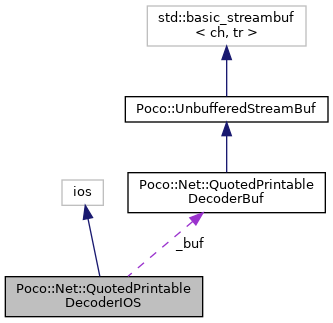 std::basic_streambuf
< ch, tr >
Poco::UnbufferedStreamBuf
ios
Poco::Net::QuotedPrintable
DecoderBuf
_buf
Poco::Net::QuotedPrintable
DecoderIOS